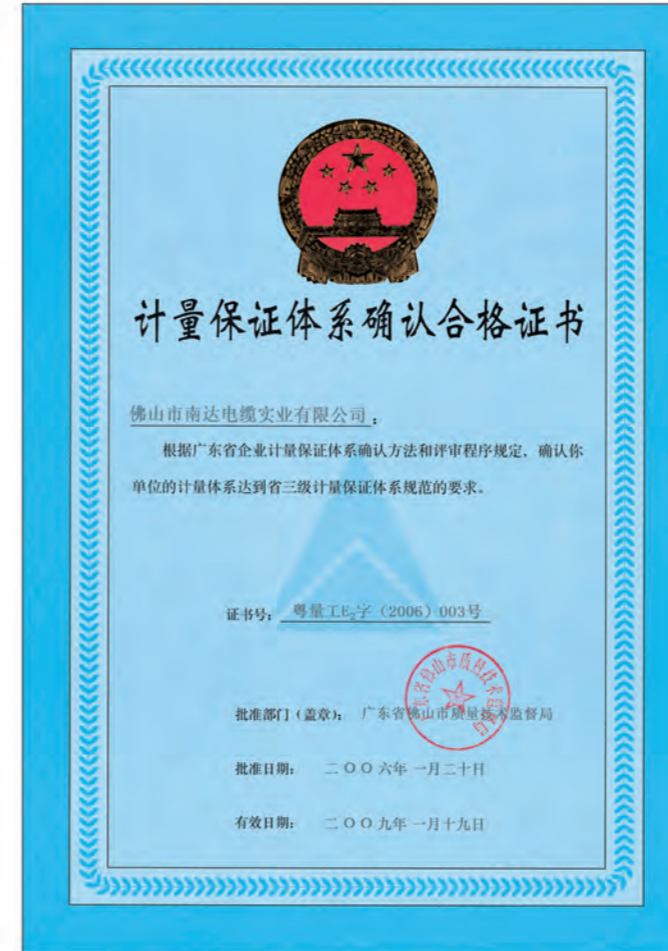 计量保证体系确认合格证书
佛山市南达电缆实业有限公司：
根据广东省企业计量保证体系确认方法和评审程序规定，确认你
单位的计量体系达到省三级计量保证体系规范的要求。
证书号：粤量工E₂字（2006）003号
批准部门（盖章）：广东省佛山市质量技术监督局
批准日期：二〇〇六年一月二十日
有效日期：二〇〇九年一月十九日